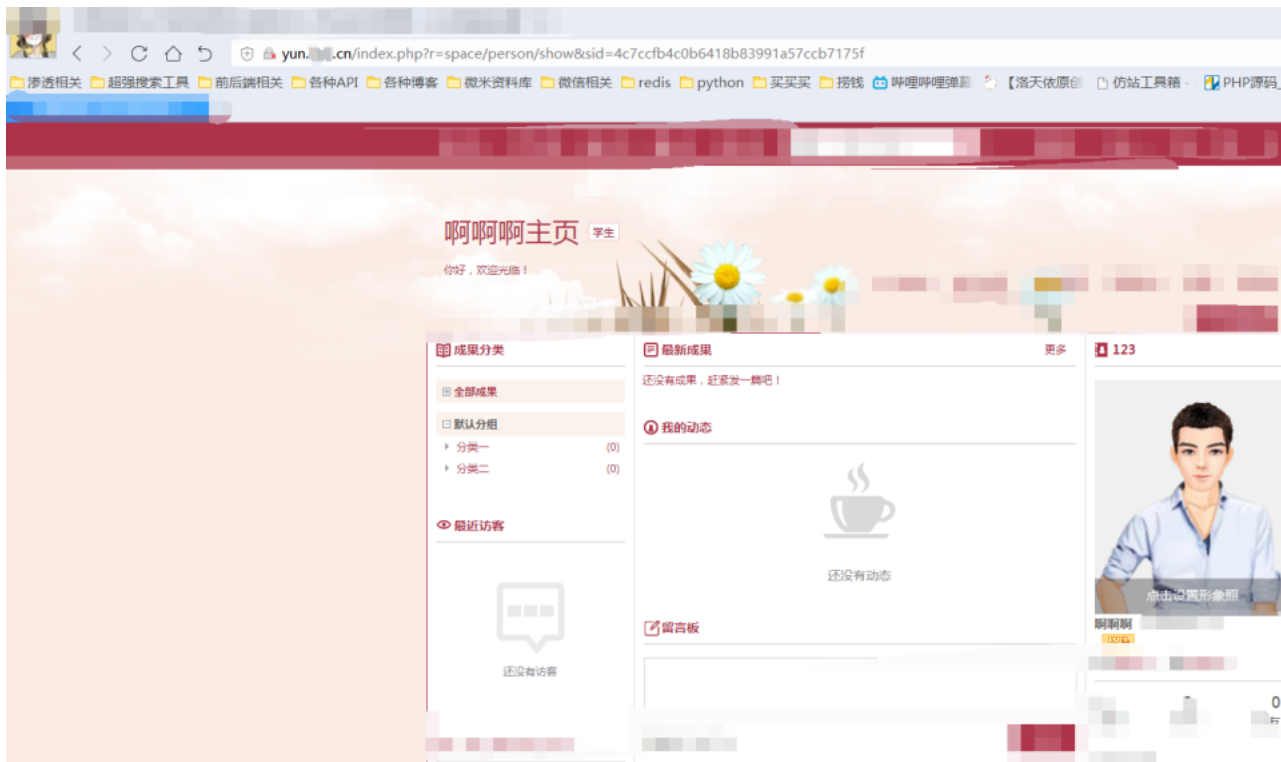 yun. .cn/index.php?r=space/person/show&sid=4c7ccfb4c0b6418b83991a57ccb7175f
渗透相关 超强搜索工具 前后端相关 各种API 各种博客 微米资料库 微信相关 redis python 买买买 捞钱 哔哩哔哩弹幕 【洛天依原创 仿站工具箱 - PHP源码_
啊啊啊主页 学生
你好，欢迎光临！
成果分类
全部成果
默认分组
分类一 (0)
分类二 (0)
最近访客
还没有访客
最新成果 更多
还没有成果，赶紧发一篇吧！
我的动态
还没有动态
留言板
123
点击设置形象照
啊啊啊
0